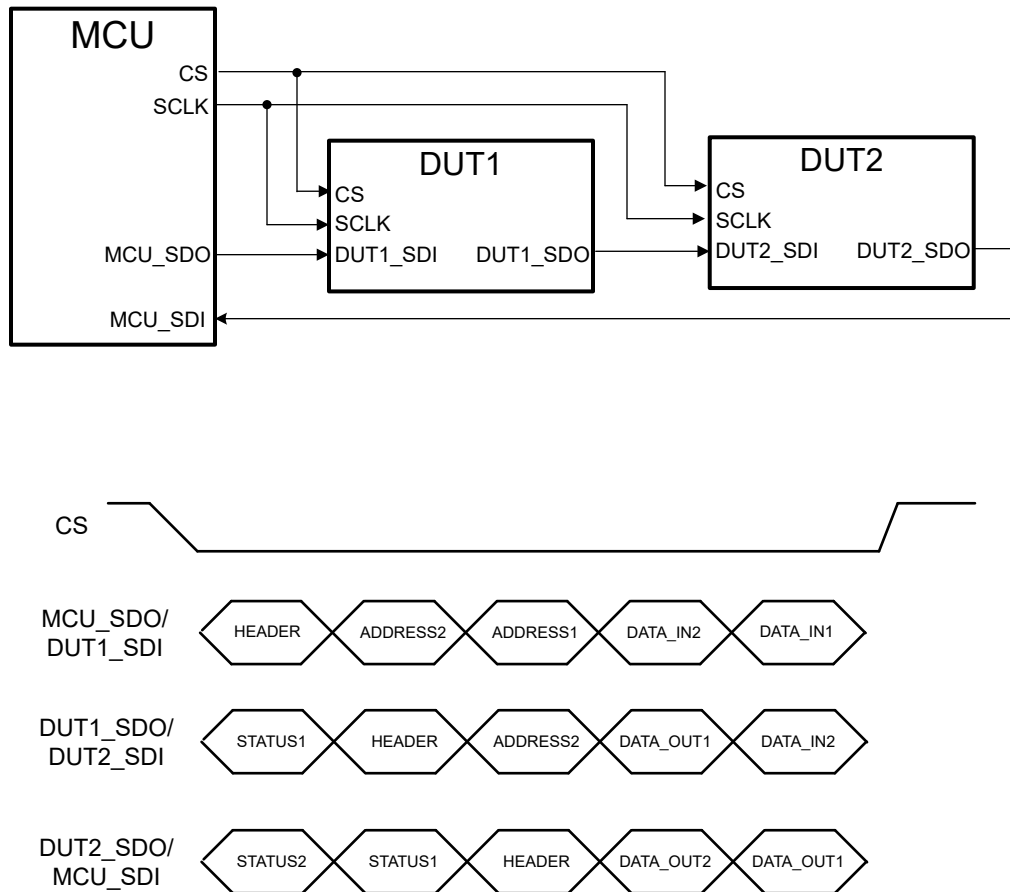 MCU
CS
SCLK
MCU_SDO
MCU_SDI
DUT1
CS
SCLK
DUT1_SDI DUT1_SDO
DUT2
CS
SCLK
DUT2_SDI DUT2_SDO
CS
MCU_SDO/
DUT1_SDI
HEADER ADDRESS2 ADDRESS1 DATA_IN2 DATA_IN1
DUT1_SDO/
DUT2_SDI
STATUS1 HEADER ADDRESS2 DATA_OUT1 DATA_IN2
DUT2_SDO/
MCU_SDI
STATUS2 STATUS1 HEADER DATA_OUT2 DATA_OUT1